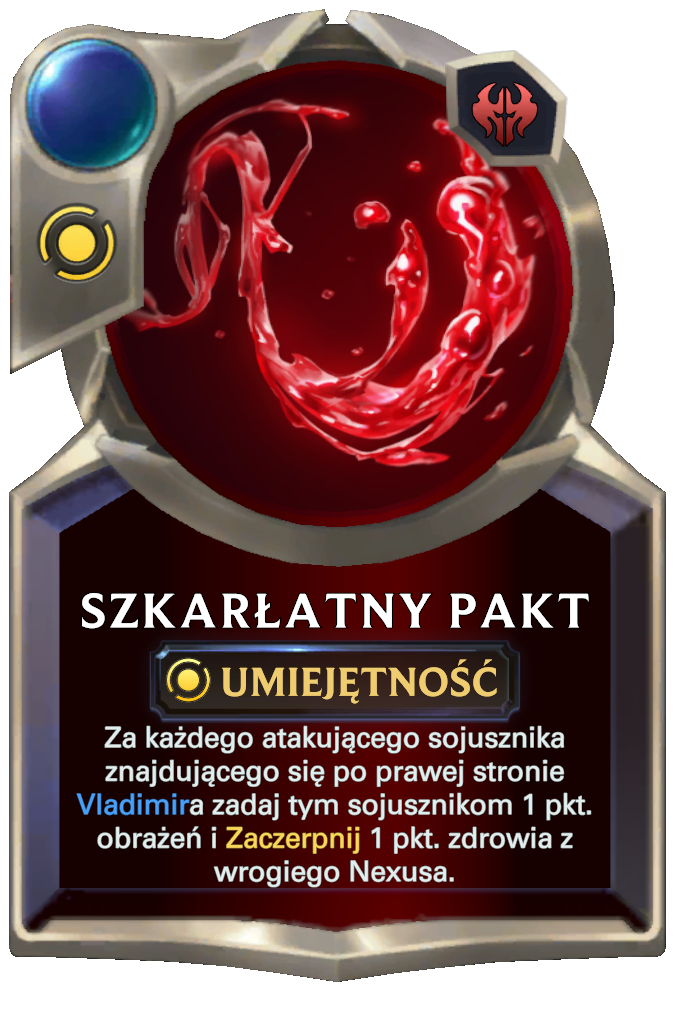 SZKARŁATNY PAKT
UMIEJĘTNOŚĆ
Za każdego atakującego sojusznika
znajdującego się po prawej stronie
Vladimira zadaj tym sojusznikom 1 pkt.
obrażeń i Zaczerpnij 1 pkt. zdrowia z
wrogiego Nexusa.